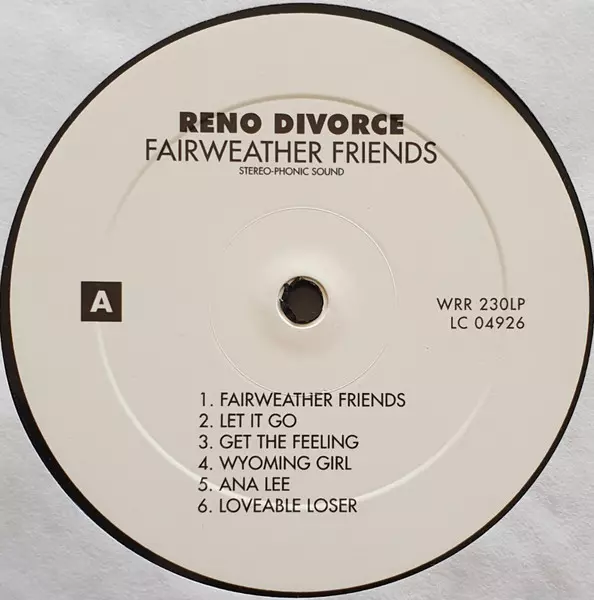 RENO DIVORCE
FAIRWEATHER FRIENDS
STEREO-PHONIC SOUND
A
WRR 230LP
LC 04926
1. FAIRWEATHER FRIENDS
2. LET IT GO
3. GET THE FEELING
4. WYOMING GIRL
5. ANA LEE
6. LOVEABLE LOSER